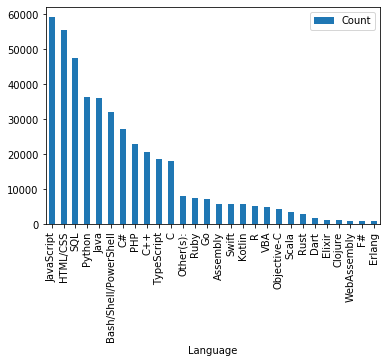 60000
50000
40000
30000
20000
10000
0
Count
JavaScript
HTML/CSS
SQL
Python
Java
Bash/Shell/PowerShell
C#
PHP
C++
TypeScript
C
Other(s):
Ruby
Go
Assembly
Swift
Kotlin
R
VBA
Objective-C
Scala
Rust
Dart
Elixir
Clojure
WebAssembly
F#
Erlang
Language